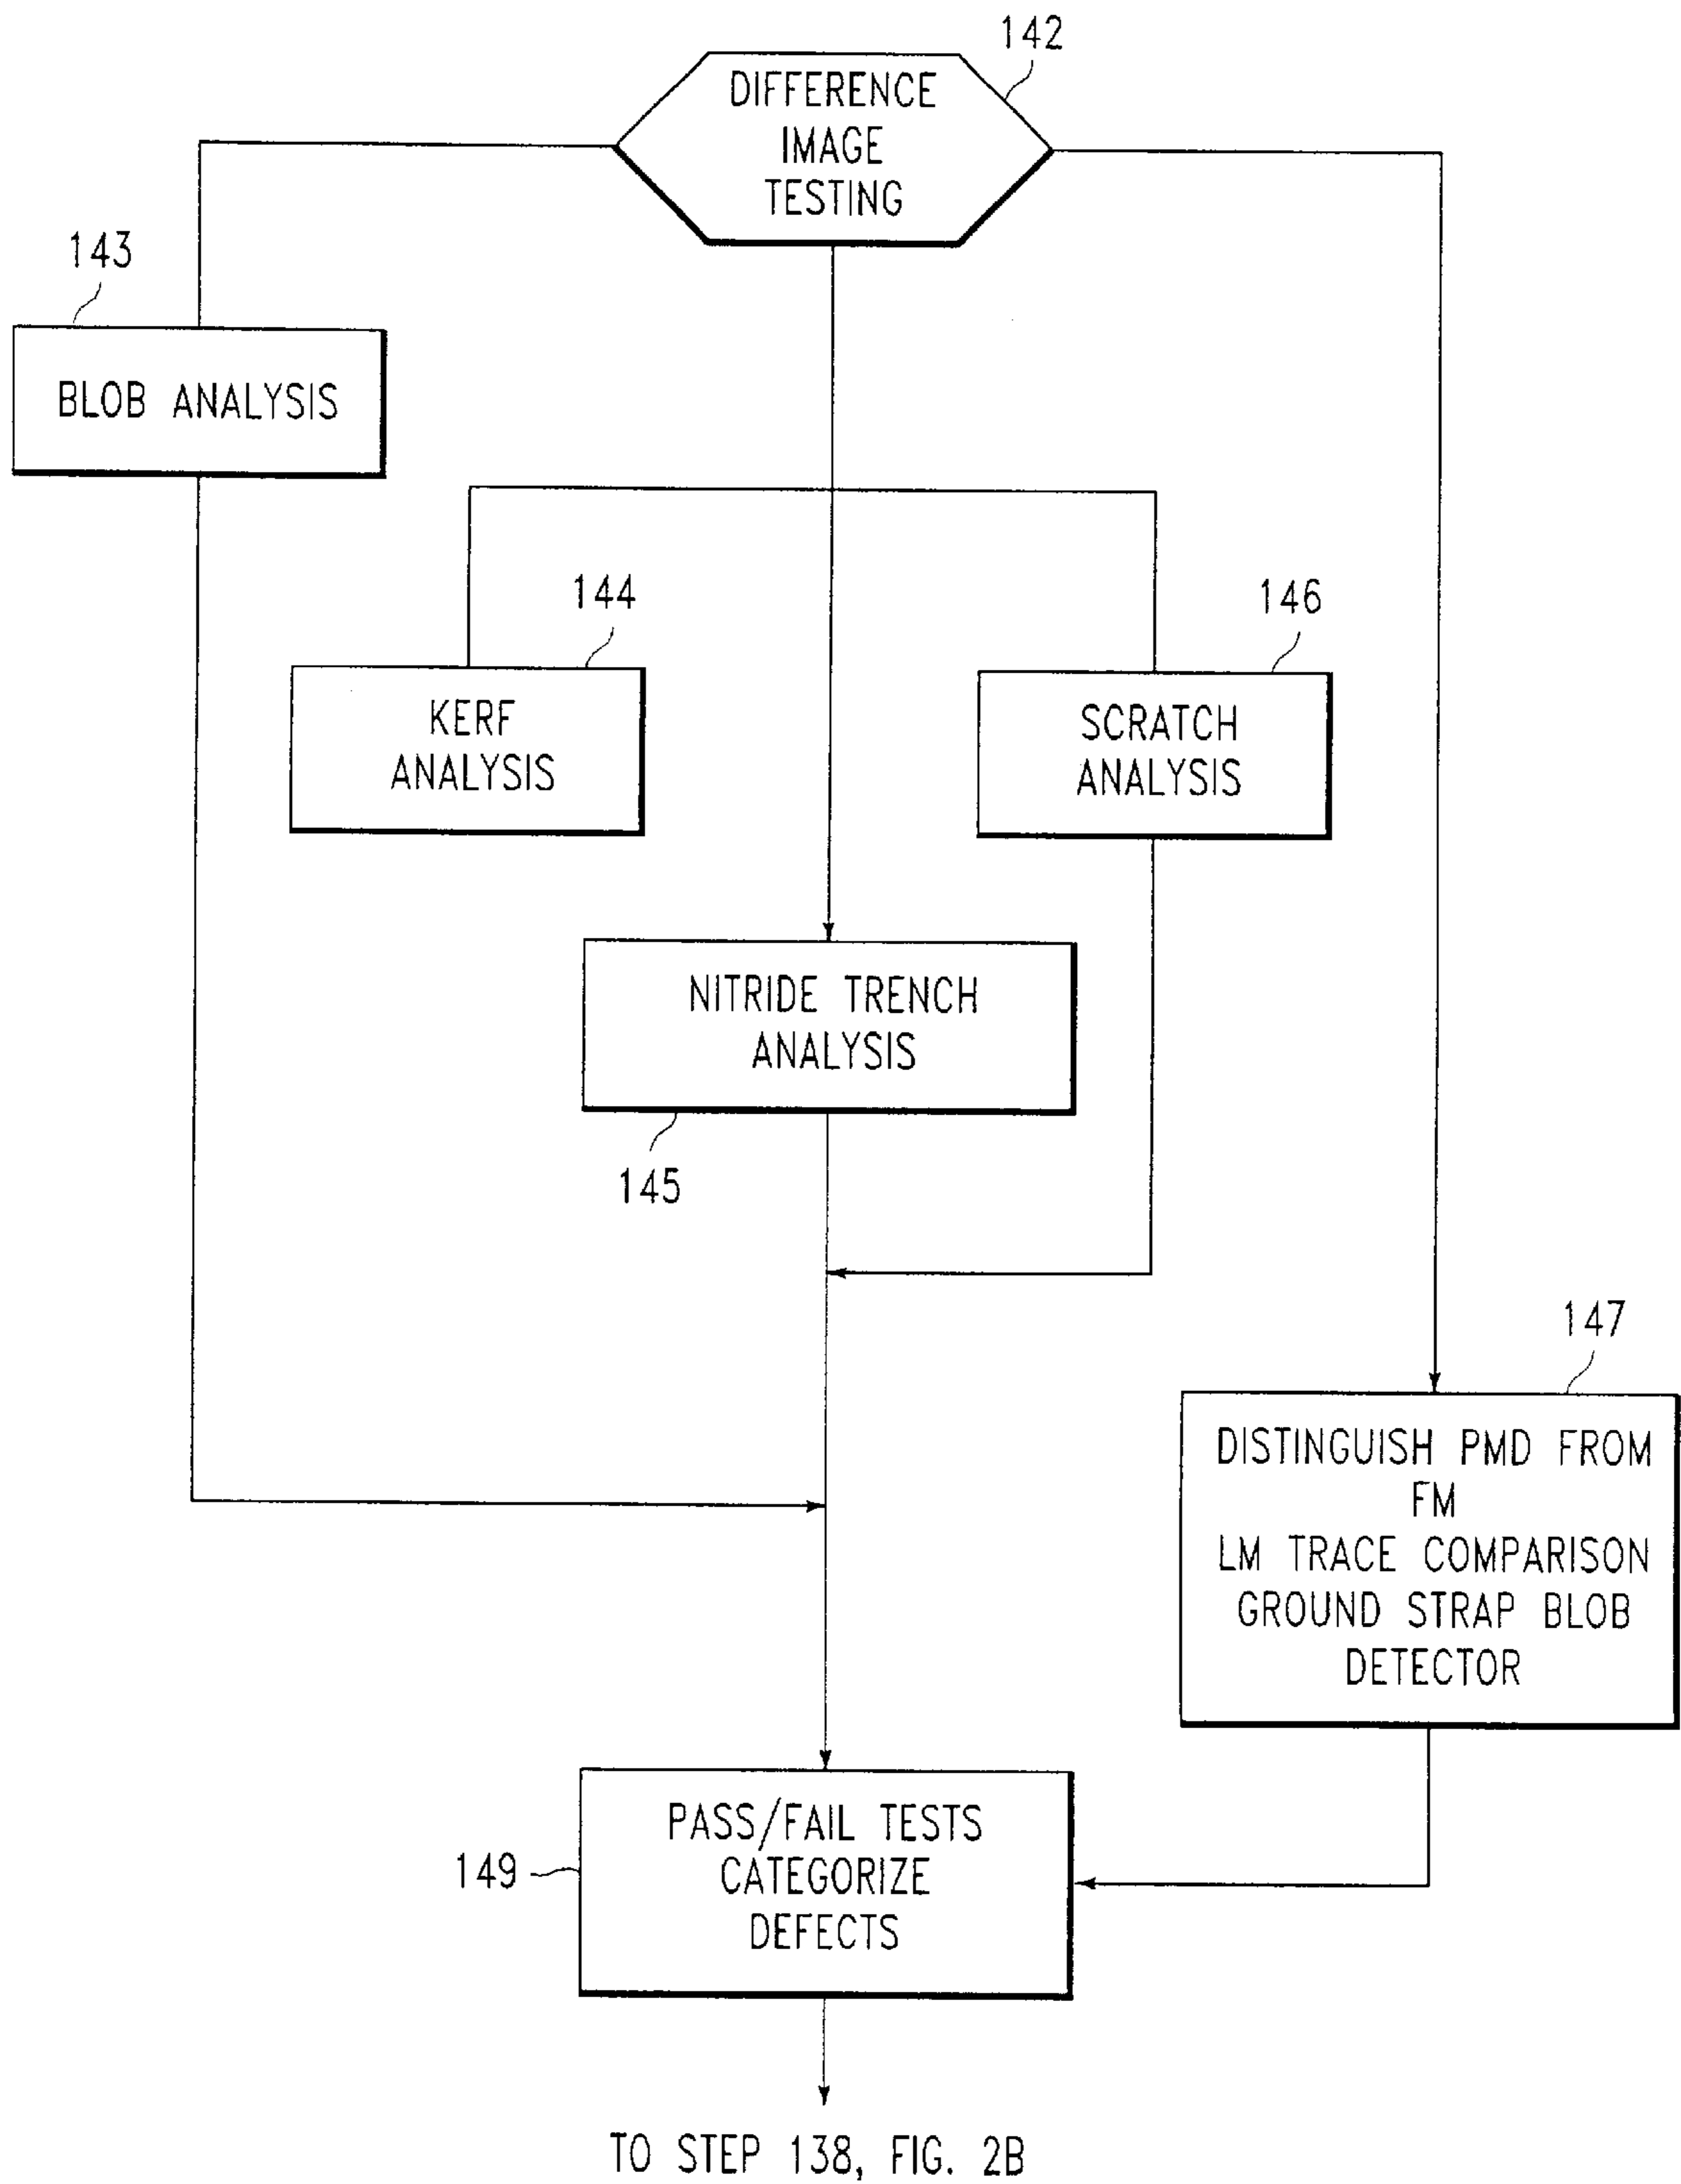 142
DIFFERENCE
IMAGE
TESTING
143
BLOB ANALYSIS
144
KERF
ANALYSIS
146
SCRATCH
ANALYSIS
NITRIDE TRENCH
ANALYSIS
145
147
DISTINGUISH PMD FROM
FM
LM TRACE COMPARISON
GROUND STRAP BLOB
DETECTOR
149
PASS/FAIL TESTS
CATEGORIZE
DEFECTS
TO STEP 138, FIG. 2B